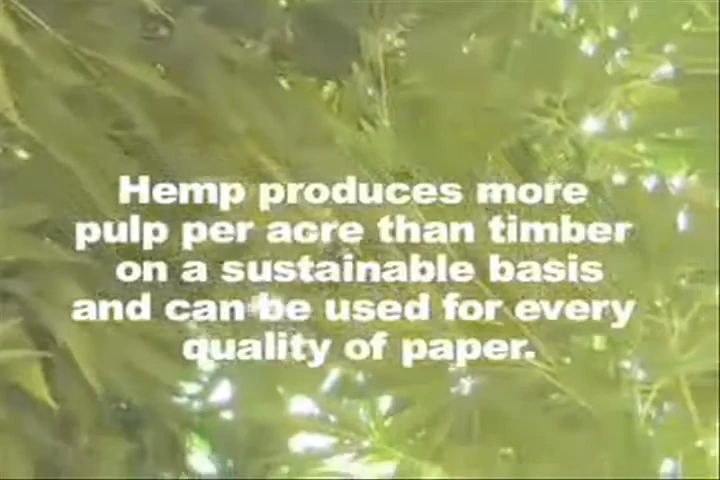 Hemp produces more
pulp per acre than timber
on a sustainable basis
and can be used for every
quality of paper.